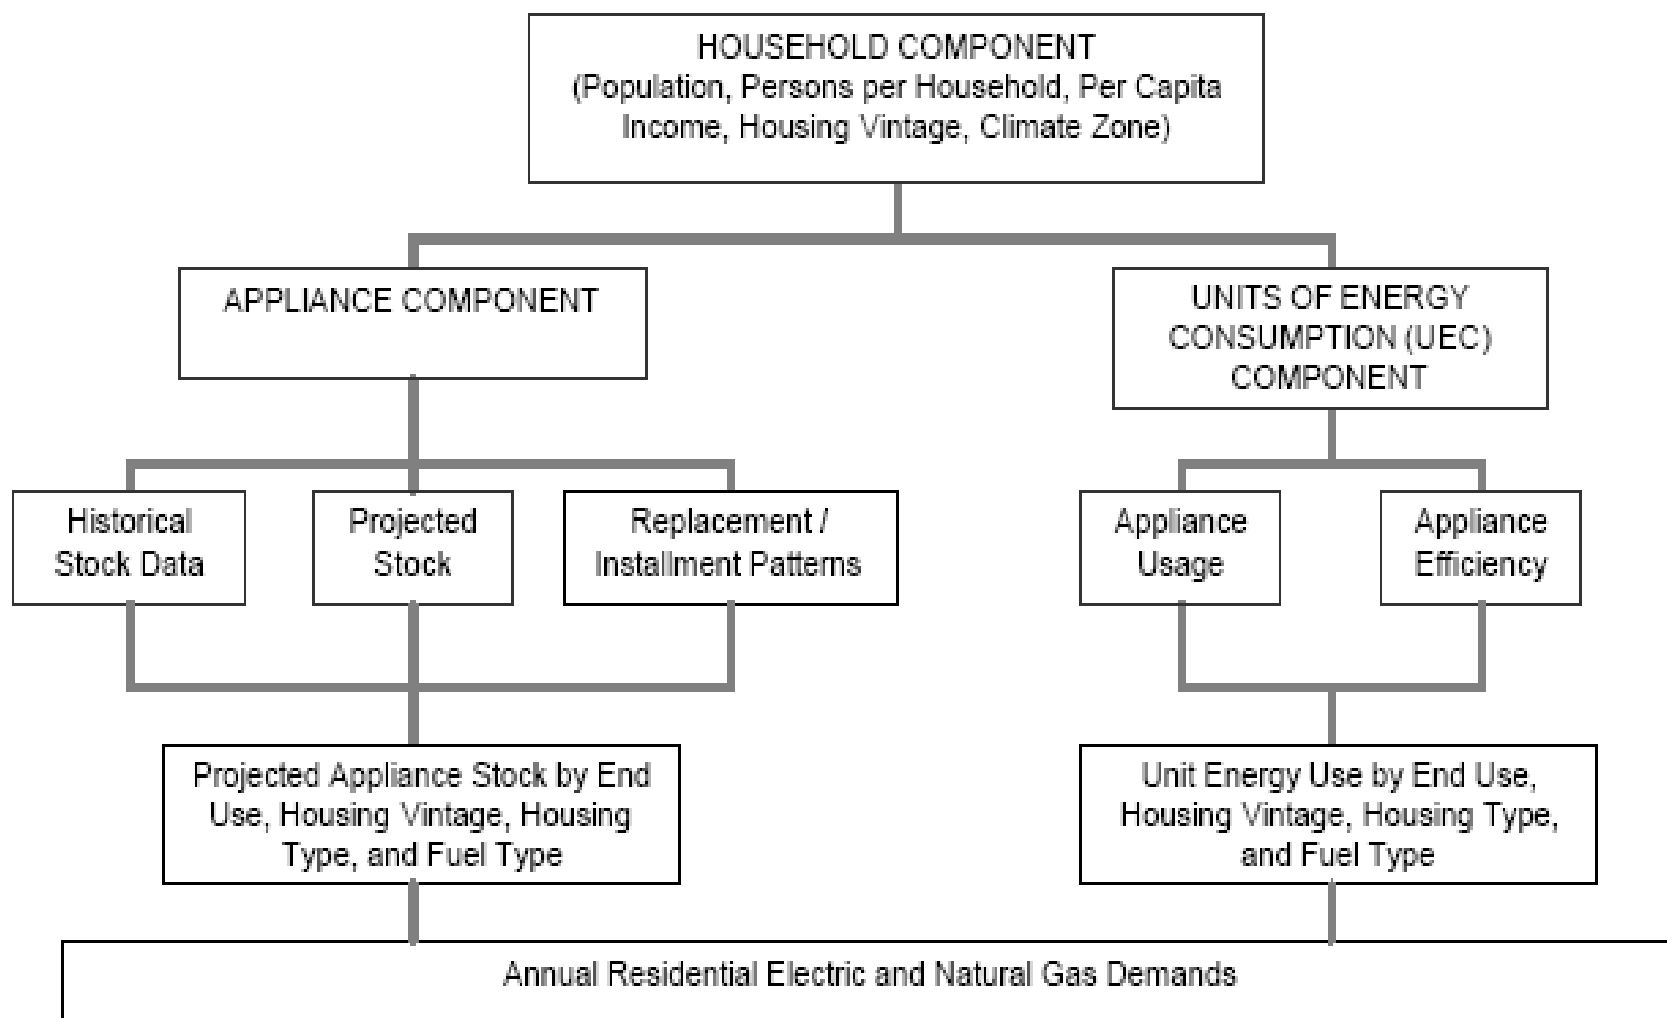 HOUSEHOLD COMPONENT
(Population, Persons per Household, Per Capita
Income, Housing Vintage, Climate Zone)
APPLIANCE COMPONENT
UNITS OF ENERGY
CONSUMPTION (UEC)
COMPONENT
Historical
Stock Data
Projected
Stock
Replacement /
Installment Patterns
Appliance
Usage
Appliance
Efficiency
Projected Appliance Stock by End
Use, Housing Vintage, Housing
Type, and Fuel Type
Unit Energy Use by End Use,
Housing Vintage, Housing Type,
and Fuel Type
Annual Residential Electric and Natural Gas Demands